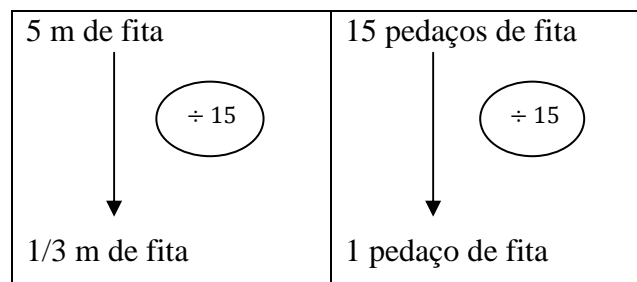 5 m de fita
÷ 15
1/3 m de fita
15 pedaços de fita
÷ 15
1 pedaço de fita